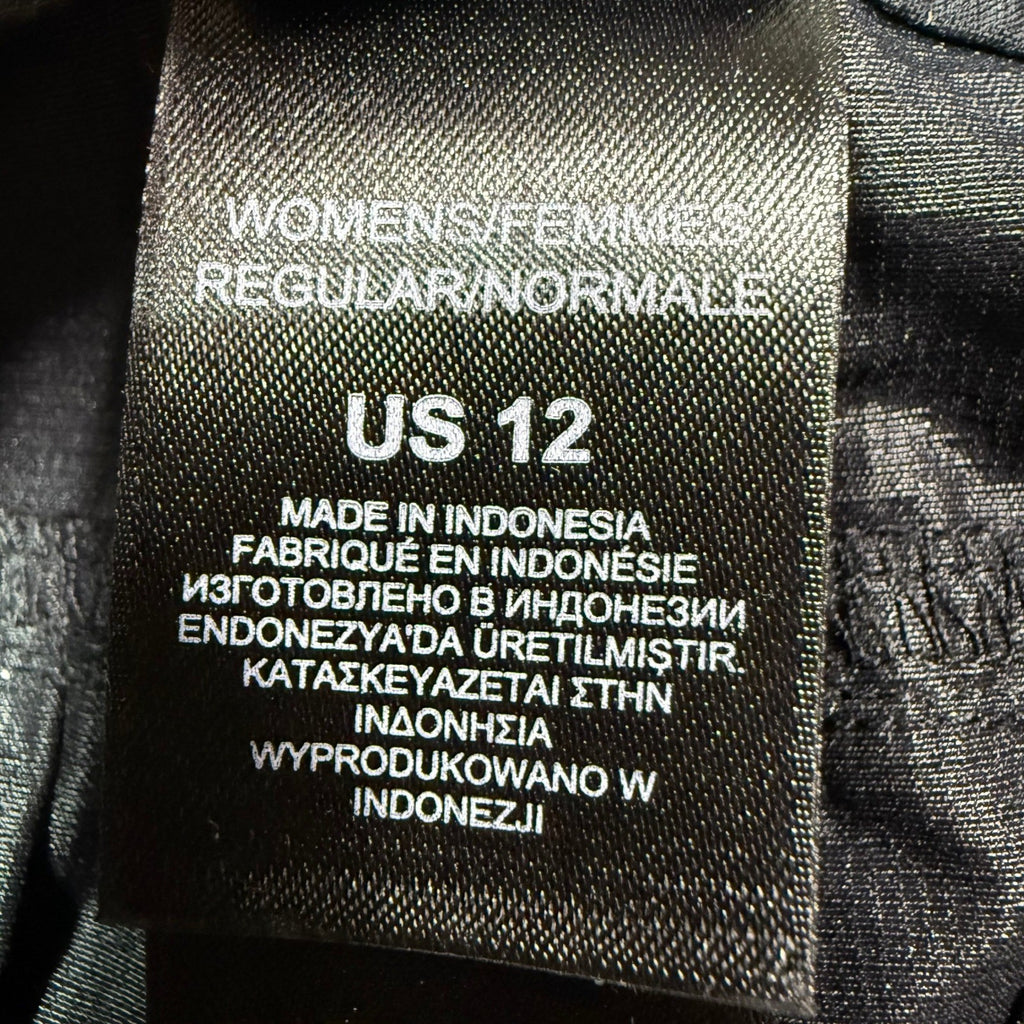 WOMENS/FEMMES
REGULAR/NORMALE
US 12
MADE IN INDONESIA
FABRIQUÉ EN INDONÉSIE
ИЗГОТОВЛЕНО В ИНДОНЕЗИИ
ENDONEZYA'DA ÜRETILMIŞTIR.
ΚΑΤΑΣΚΕΥΑΖΕΤΑΙ ΣΤΗΝ
ΙΝΔΟΝΗΣΙΑ
WYPRODUKOWANO W
INDONEZJI